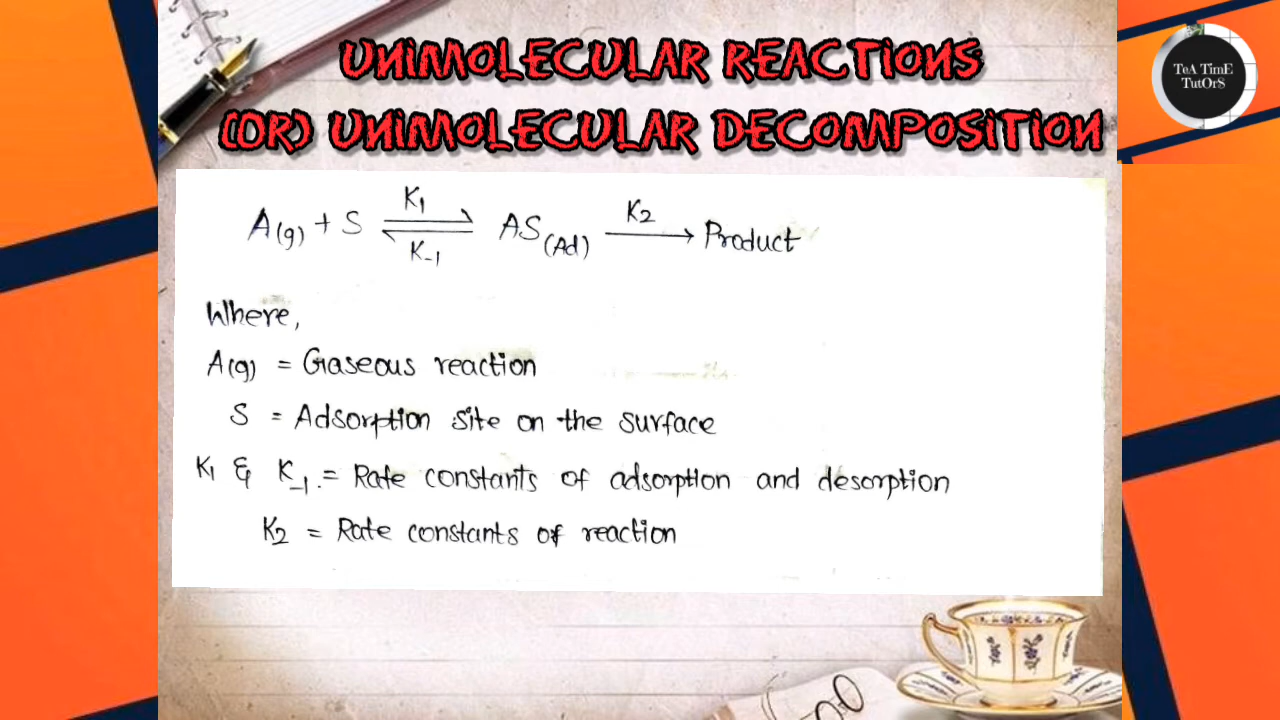 UNIMOLECULAR REACTIONS
(OR) UNIMOLECULAR DECOMPOSITION
TeA TimE
TutOrS
A(g) + S ⇌ AS(Ad) → Product
K1 K-1 K2
Where,
A(g) = Gaseous reaction
S = Adsorption site on the surface
K1 & K-1 = Rate constants of adsorption and desorption
K2 = Rate constants of reaction